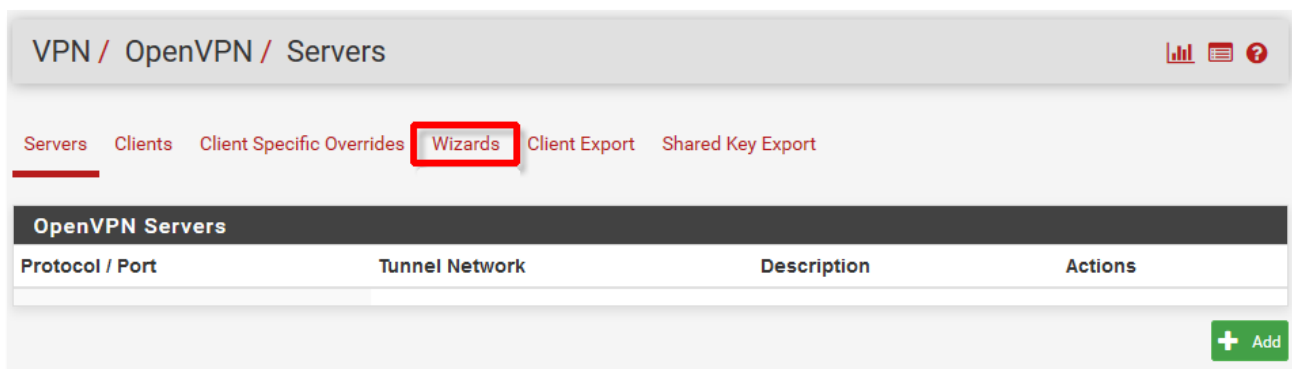 VPN / OpenVPN / Servers
Servers Clients Client Specific Overrides Wizards Client Export Shared Key Export
OpenVPN Servers
Protocol / Port Tunnel Network Description Actions
Add